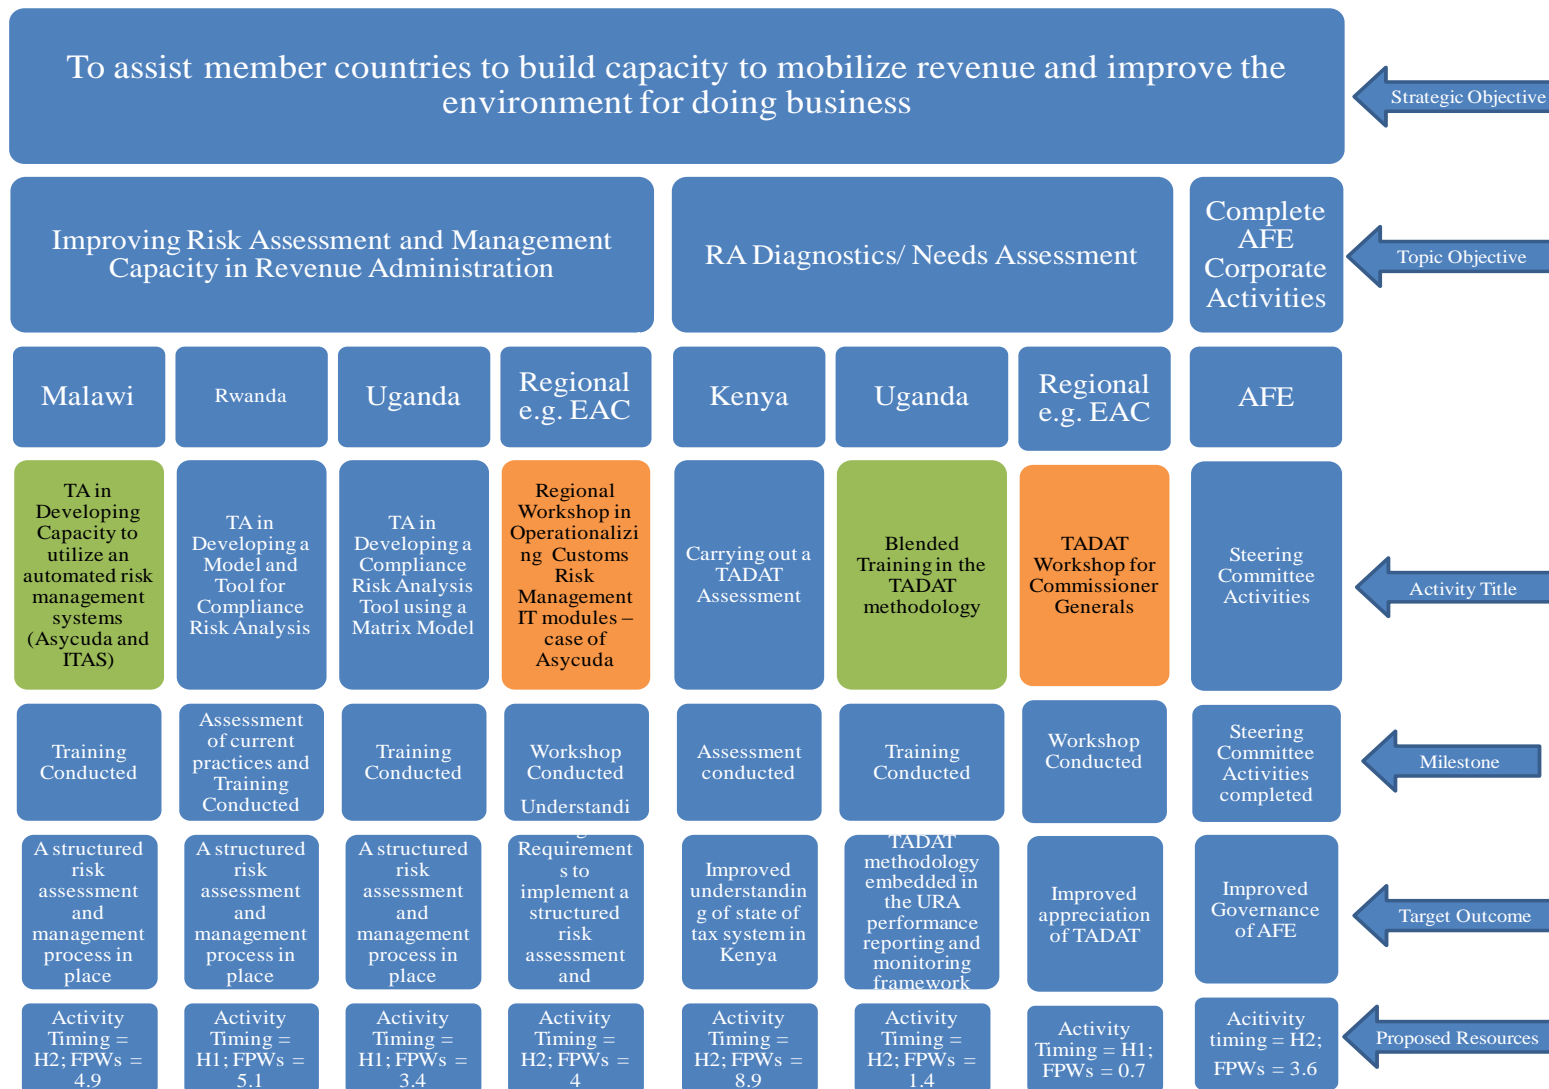 To assist member countries to build capacity to mobilize revenue and improve the
environment for doing business
Strategic Objective
Improving Risk Assessment and Management
Capacity in Revenue Administration
RA Diagnostics/ Needs Assessment
Complete
AFE
Corporate
Activities
Topic Objective
Malawi
Rwanda
Uganda
Regional
e.g. EAC
Kenya
Uganda
Regional
e.g. EAC
AFE
TA in
Developing
Capacity to
utilize an
automated risk
management
systems
(Asycuda and
ITAS)
TA in
Developing a
Model and
Tool for
Compliance
Risk Analysis
TA in
Developing a
Compliance
Risk Analysis
Tool using a
Matrix Model
Regional
Workshop in
Operationalizi
ng Customs
Risk
Management
IT modules –
case of
Asycuda
Carrying out a
TADAT
Assessment
Blended
Training in the
TADAT
methodology
TADAT
Workshop for
Commissioner
Generals
Steering
Committee
Activities
Activity Title
Training
Conducted
Assessment
of current
practices and
Training
Conducted
Training
Conducted
Workshop
Conducted
Assessment
conducted
Training
Conducted
Workshop
Conducted
Steering
Committee
Activities
completed
Milestone
A structured
risk
assessment
and
management
process in
place
A structured
risk
assessment
and
management
process in
place
A structured
risk
assessment
and
management
process in
place
Understandi
Requirement
s to
implement a
structured
risk
assessment
and
Improved
understandin
g of state of
tax system in
Kenya
TADAT
methodology
embedded in
the URA
performance
reporting and
monitoring
framework
Improved
appreciation
of TADAT
Improved
Governance
of AFE
Target Outcome
Activity
Timing =
H2; FPWs =
4.9
Activity
Timing =
H1; FPWs =
5.1
Activity
Timing =
H1; FPWs =
3.4
Activity
Timing =
H2; FPWs =
4
Activity
Timing =
H2; FPWs =
8.9
Activity
Timing =
H2; FPWs =
1.4
Activity
Timing = H1;
FPWs = 0.7
Acitivity
timing = H2;
FPWs = 3.6
Proposed Resources